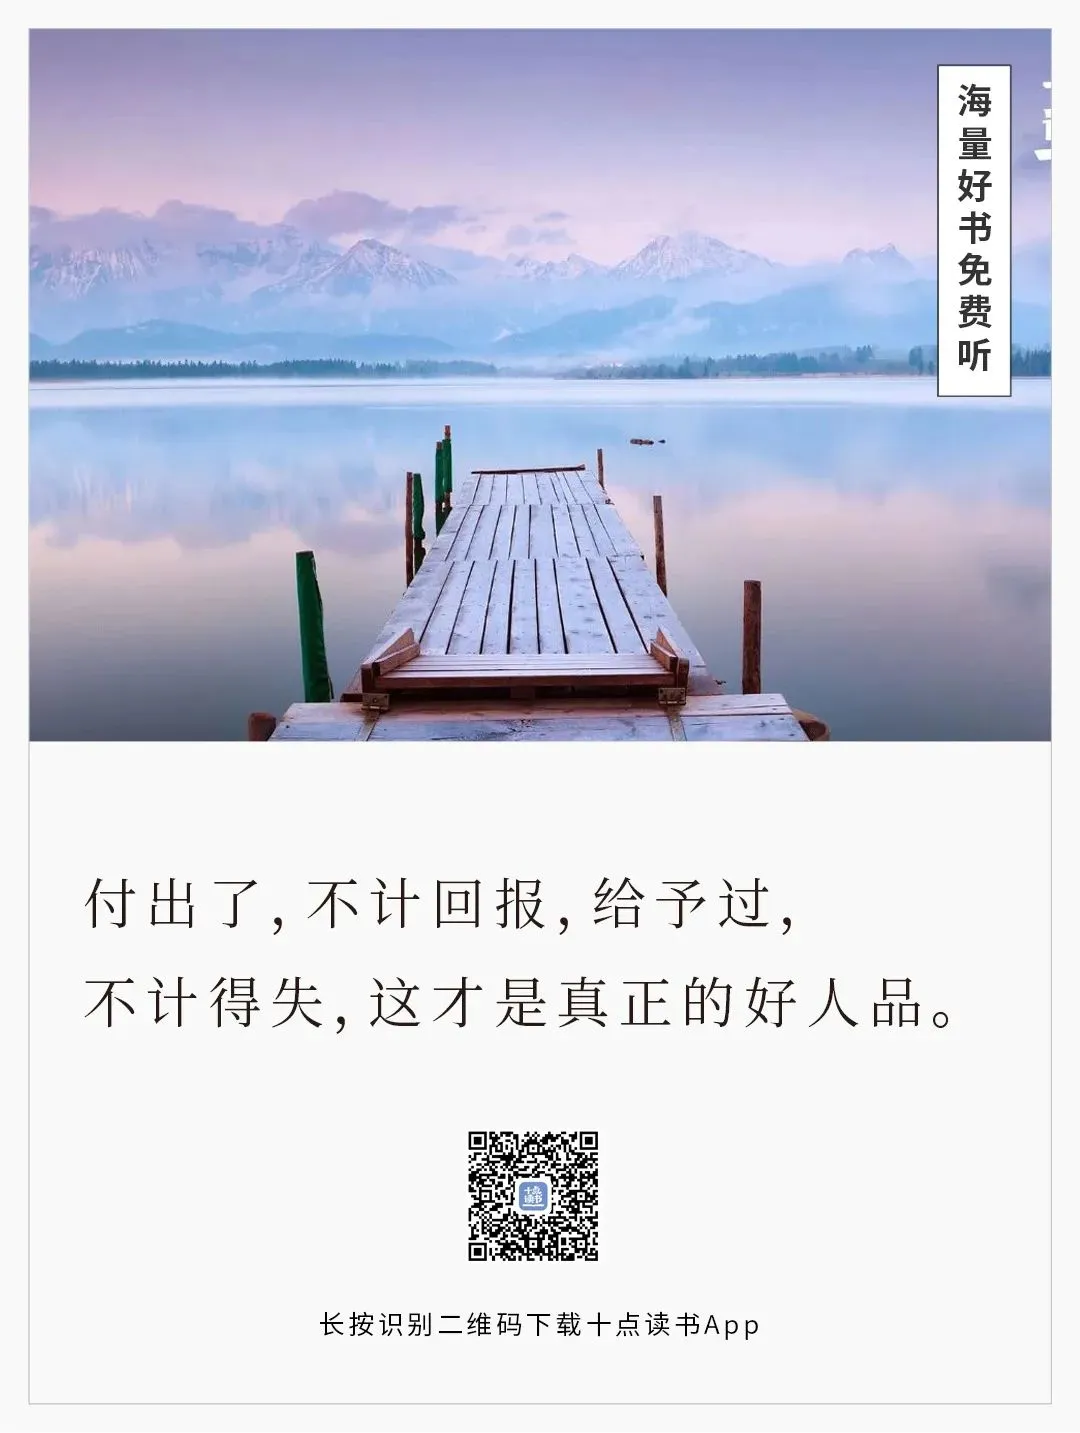 海量好书免费听
付出了,不计回报,给予过,
不计得失,这才是真正的好人品。
十点
读书
长按识别二维码下载十点读书App